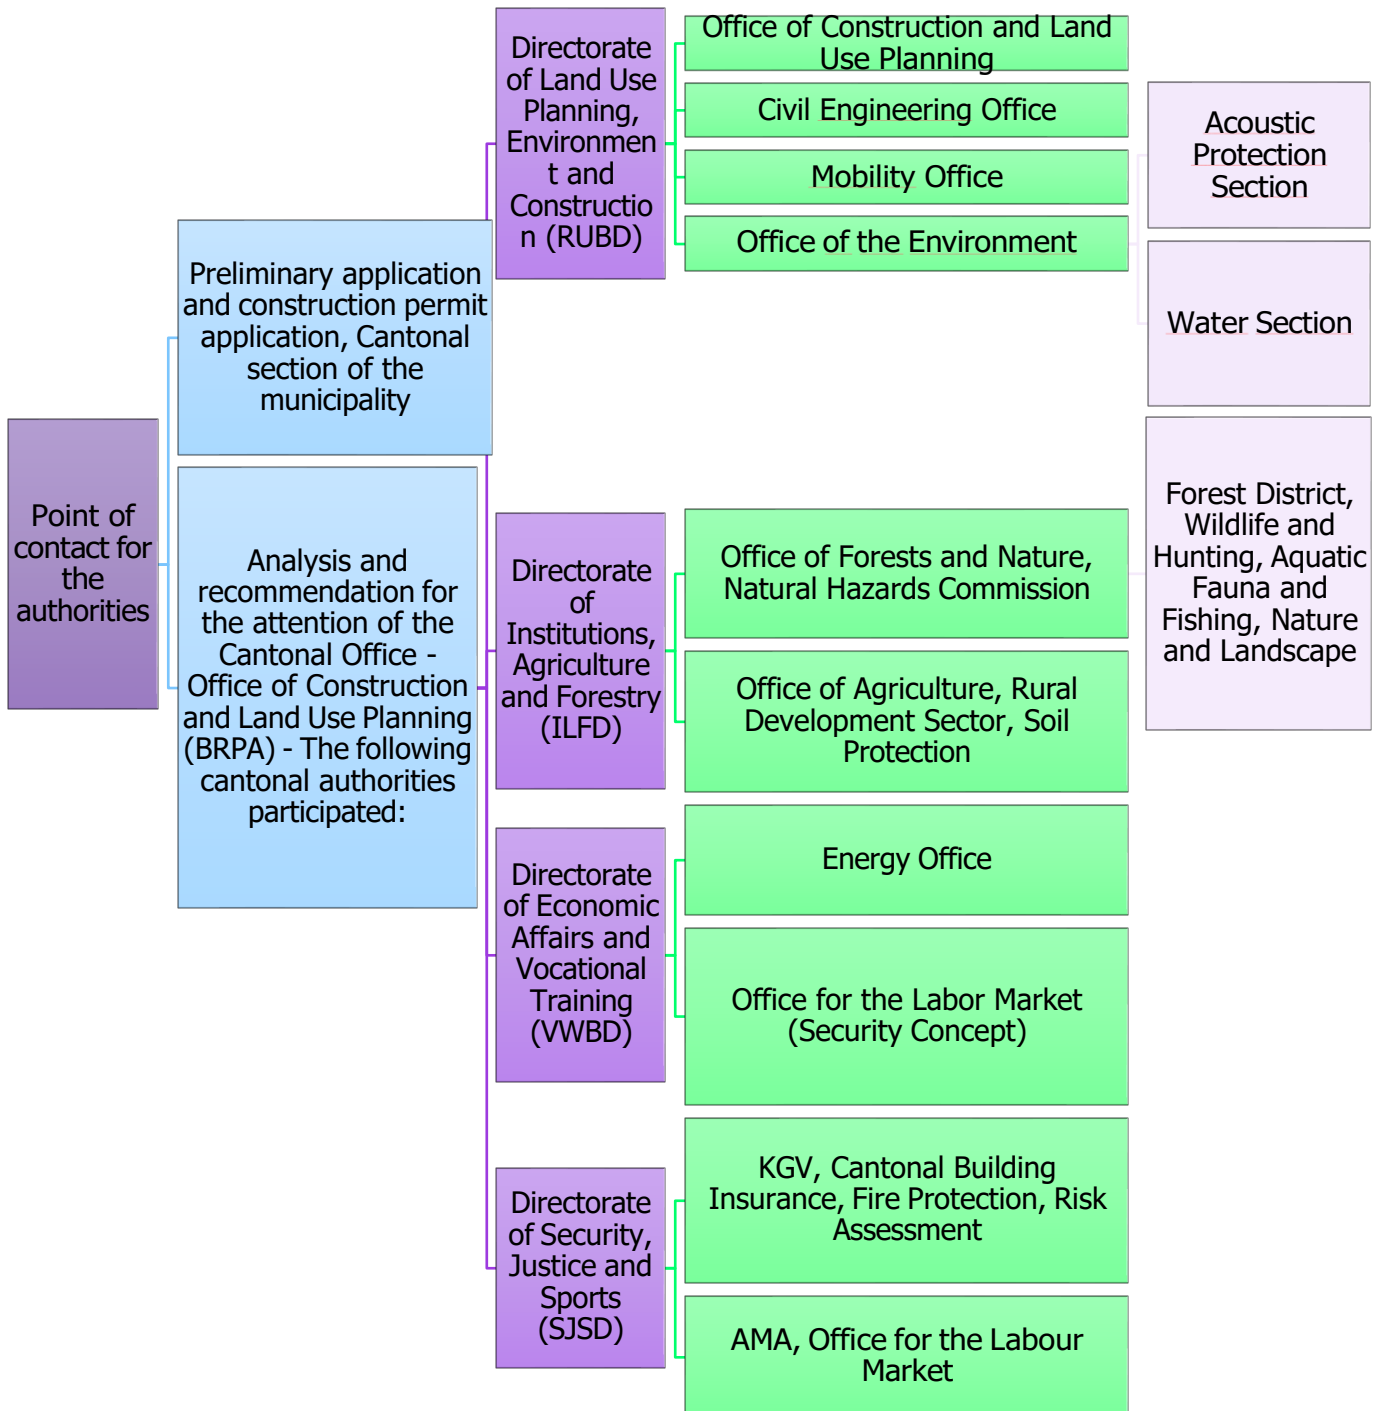 Point of
contact for
the
authorities
Preliminary application
and construction permit
application, Cantonal
section of the
municipality
Analysis and
recommendation for
the attention of the
Cantonal Office -
Office of Construction
and Land Use Planning
(BRPA) - The following
cantonal authorities
participated:
Directorate
of Land Use
Planning,
Environmen
t and
Constructio
n (RUBD)
Office of Construction and Land
Use Planning
Civil Engineering Office
Mobility Office
Office of the Environment
Acoustic
Protection
Section
Water Section
Directorate
of
Institutions,
Agriculture
and Forestry
(ILFD)
Office of Forests and Nature,
Natural Hazards Commission
Forest District,
Wildlife and
Hunting, Aquatic
Fauna and
Fishing, Nature
and Landscape
Office of Agriculture, Rural
Development Sector, Soil
Protection
Directorate
of Economic
Affairs and
Vocational
Training
(VWBD)
Energy Office
Office for the Labor Market
(Security Concept)
Directorate
of Security,
Justice and
Sports
(SJSD)
KGV, Cantonal Building
Insurance, Fire Protection, Risk
Assessment
AMA, Office for the Labour
Market